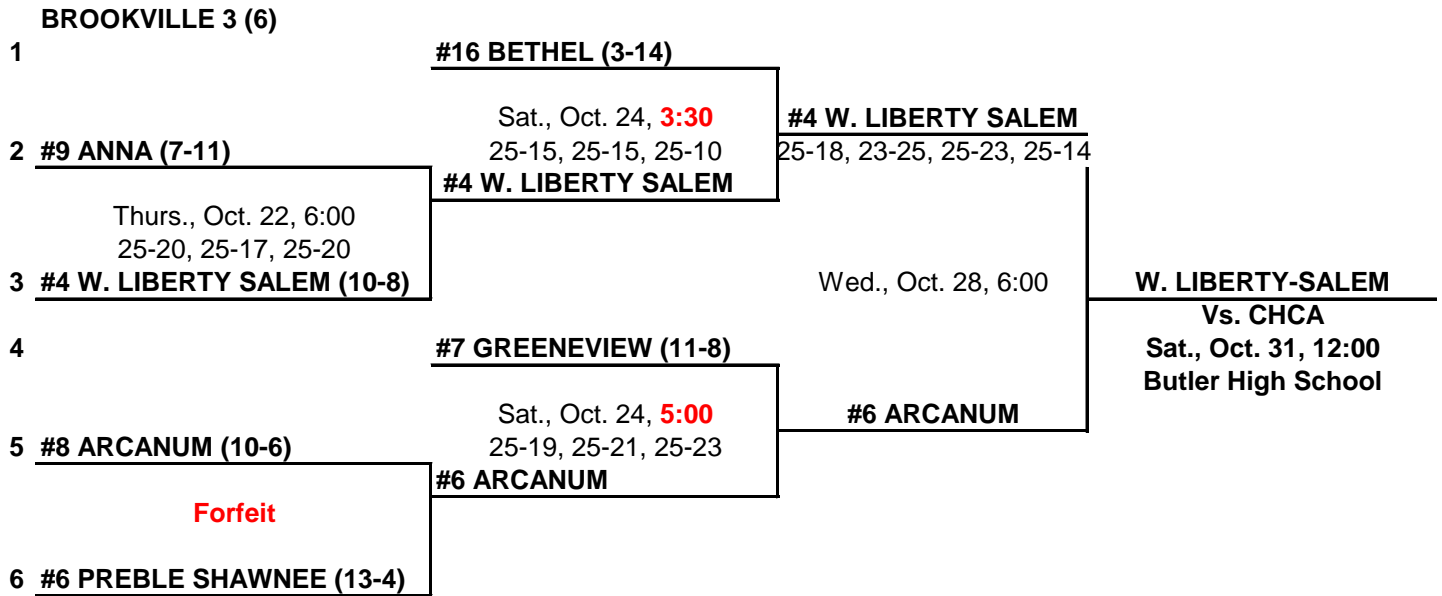 BROOKVILLE 3 (6)
1
#16 BETHEL (3-14)
Sat., Oct. 24, 3:30
25-15, 25-15, 25-10
#4 W. LIBERTY SALEM
25-18, 23-25, 25-23, 25-14
2 #9 ANNA (7-11)
#4 W. LIBERTY SALEM
Thurs., Oct. 22, 6:00
25-20, 25-17, 25-20
3 #4 W. LIBERTY SALEM (10-8)
Wed., Oct. 28, 6:00
W. LIBERTY-SALEM
Vs. CHCA
Sat., Oct. 31, 12:00
Butler High School
4
#7 GREENEVIEW (11-8)
Sat., Oct. 24, 5:00
25-19, 25-21, 25-23
#6 ARCANUM
5 #8 ARCANUM (10-6)
#6 ARCANUM
Forfeit
6 #6 PREBLE SHAWNEE (13-4)